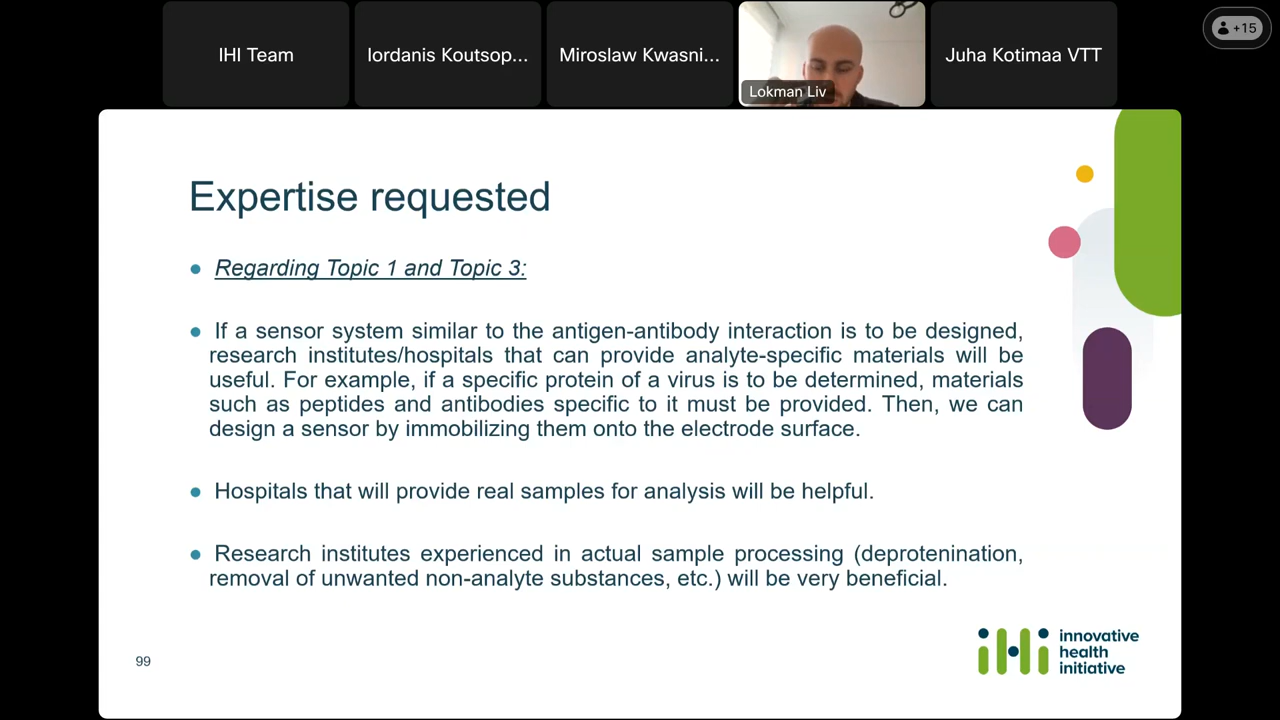 IHI Team
Iordanis Koutsop...
Miroslaw Kwasni...
Lokman Liv
Juha Kotimaa VTT
+15
Expertise requested
Regarding Topic 1 and Topic 3:
If a sensor system similar to the antigen-antibody interaction is to be designed,
research institutes/hospitals that can provide analyte-specific materials will be
useful. For example, if a specific protein of a virus is to be determined, materials
such as peptides and antibodies specific to it must be provided. Then, we can
design a sensor by immobilizing them onto the electrode surface.
Hospitals that will provide real samples for analysis will be helpful.
Research institutes experienced in actual sample processing (deprotenination,
removal of unwanted non-analyte substances, etc.) will be very beneficial.
99
iHi
innovative
health
initiative